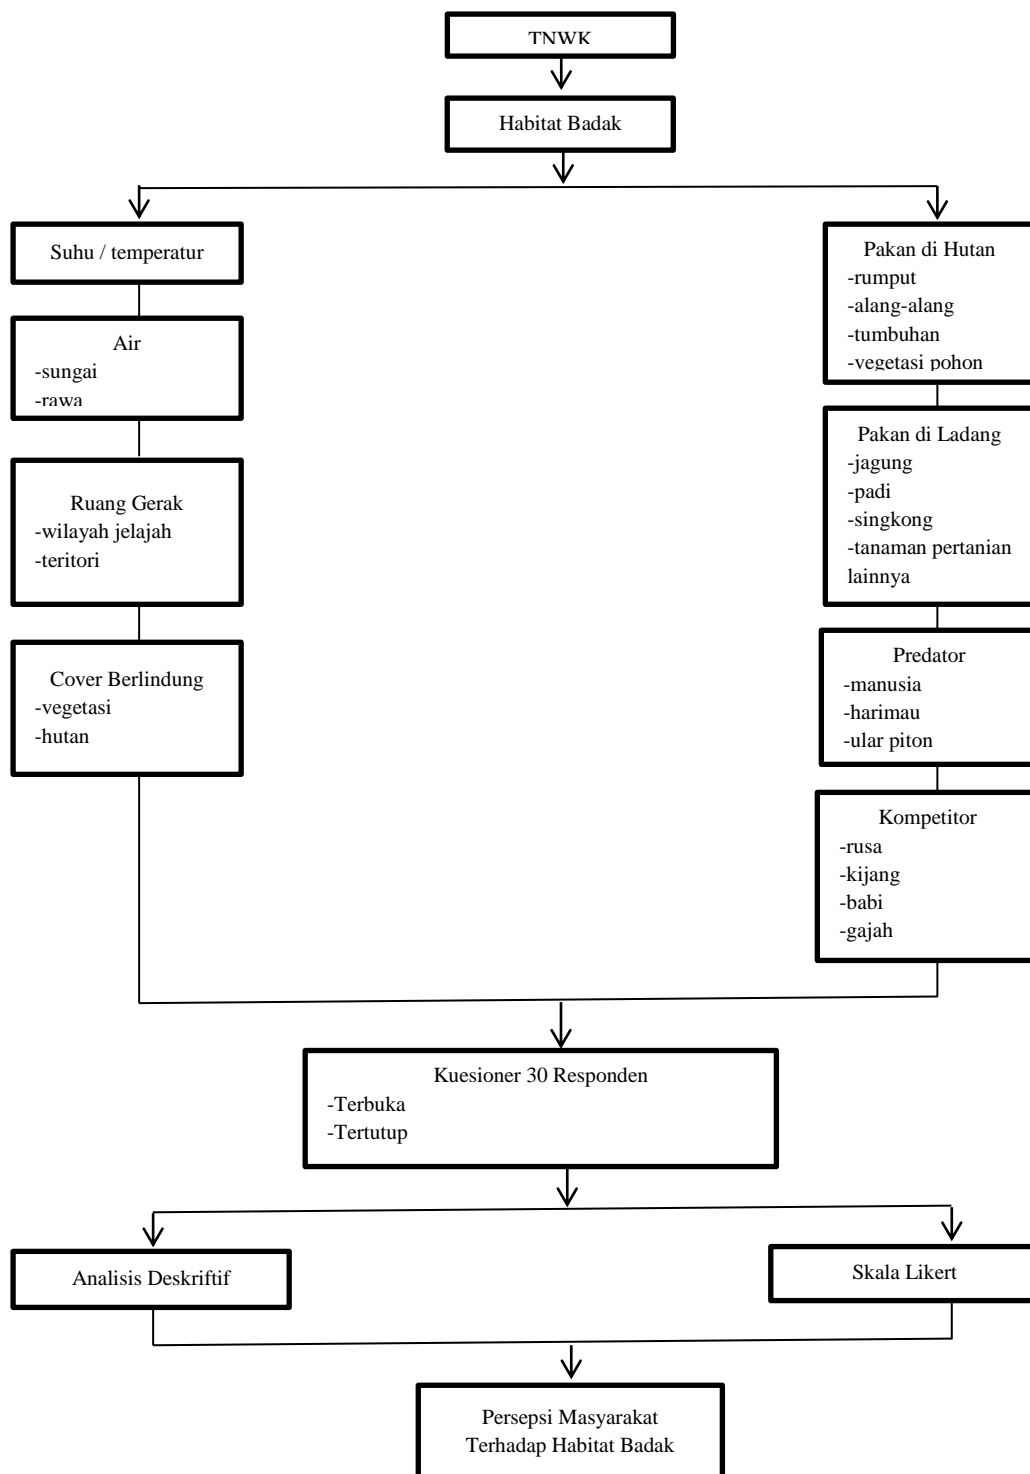 TNWK
Habitat Badak
Suhu / temperatur
Air
-sungai
-rawa
Ruang Gerak
-wilayah jelajah
-teritori
Cover Berlindung
-vegetasi
-hutan
Pakan di Hutan
-rumput
-alang-alang
-tumbuhan
-vegetasi pohon
Pakan di Ladang
-jagung
-padi
-singkong
-tanaman pertanian
lainnya
Predator
-manusia
-harimau
-ular piton
Kompetitor
-rusa
-kijang
-babi
-gajah
Kuesioner 30 Responden
-Terbuka
-Tertutup
Analisis Deskriftif
Skala Likert
Persepsi Masyarakat
Terhadap Habitat Badak